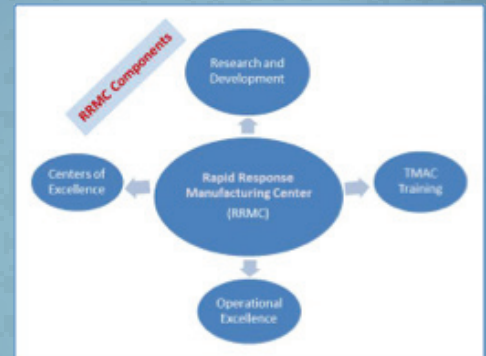 RRMC Components
Research and
Development
Centers of
Excellence
Rapid Response
Manufacturing Center
(RRMC)
TMAC
Training
Operational
Excellence